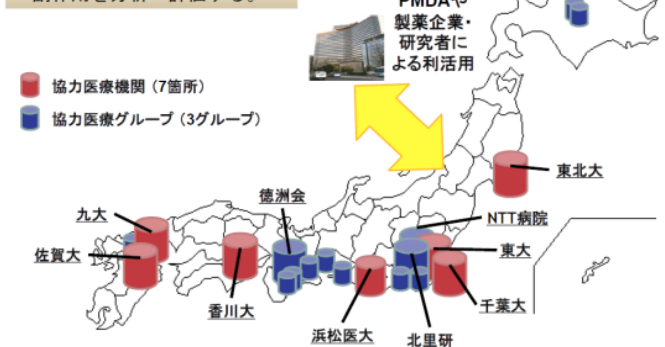 PMDAや
製薬企業・
研究者に
よる利活用
協力医療機関（7箇所）
協力医療グループ（3グループ）
東北大
徳洲会
九大
NTT病院
佐賀大
東大
香川大
千葉大
浜松医大
北里研